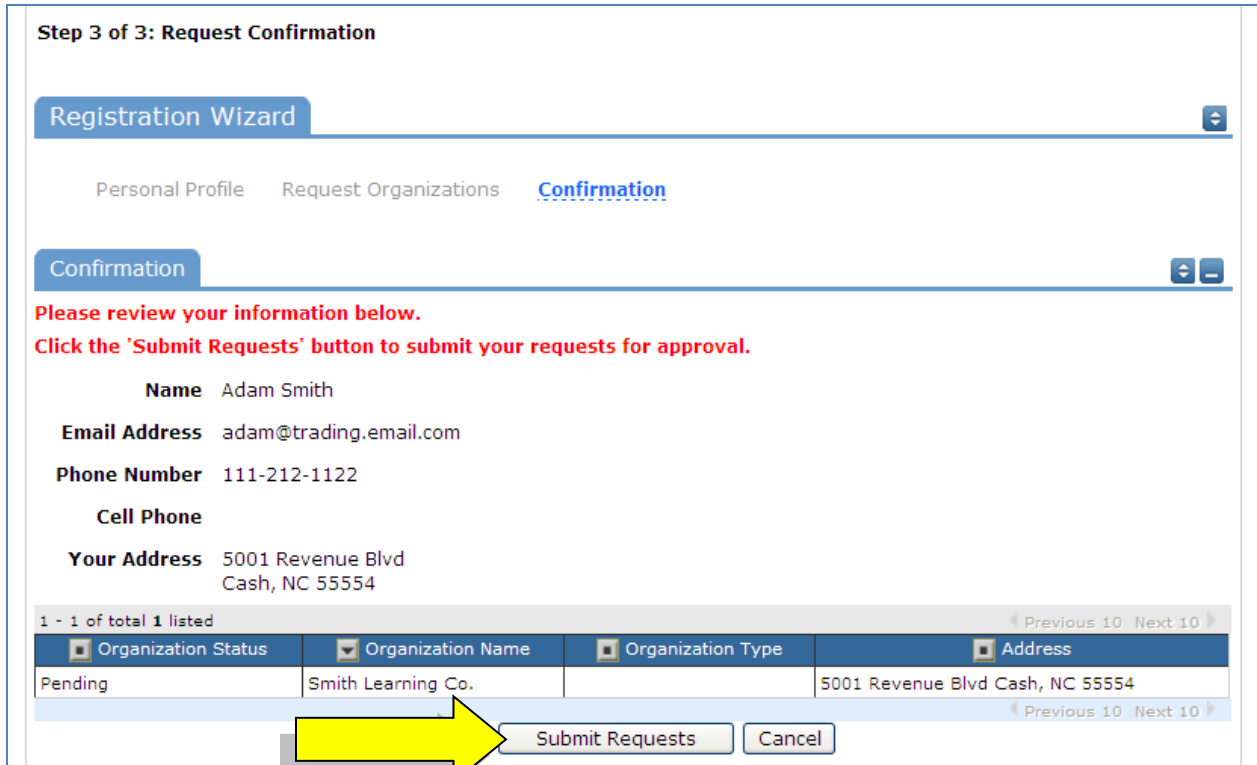 Step 3 of 3: Request Confirmation
Registration Wizard
Personal Profile Request Organizations Confirmation
Confirmation
Please review your information below.
Click the 'Submit Requests' button to submit your requests for approval.
Name Adam Smith
Email Address adam@trading.email.com
Phone Number 111-212-1122
Cell Phone
Your Address 5001 Revenue Blvd
Cash, NC 55554
1 - 1 of total 1 listed Previous 10 Next 10
Organization Status Organization Name Organization Type Address
Pending Smith Learning Co. 5001 Revenue Blvd Cash, NC 55554
Previous 10 Next 10
Submit Requests Cancel